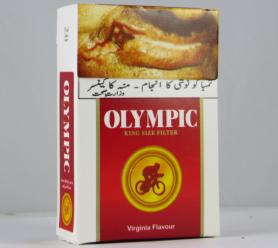 تمباکو نوشی کا انجام - منہ کا کینسر
وزارت صحت
OLYMPIC
KING SIZE FILTER
Virginia Flavour
20
OLYMPIC